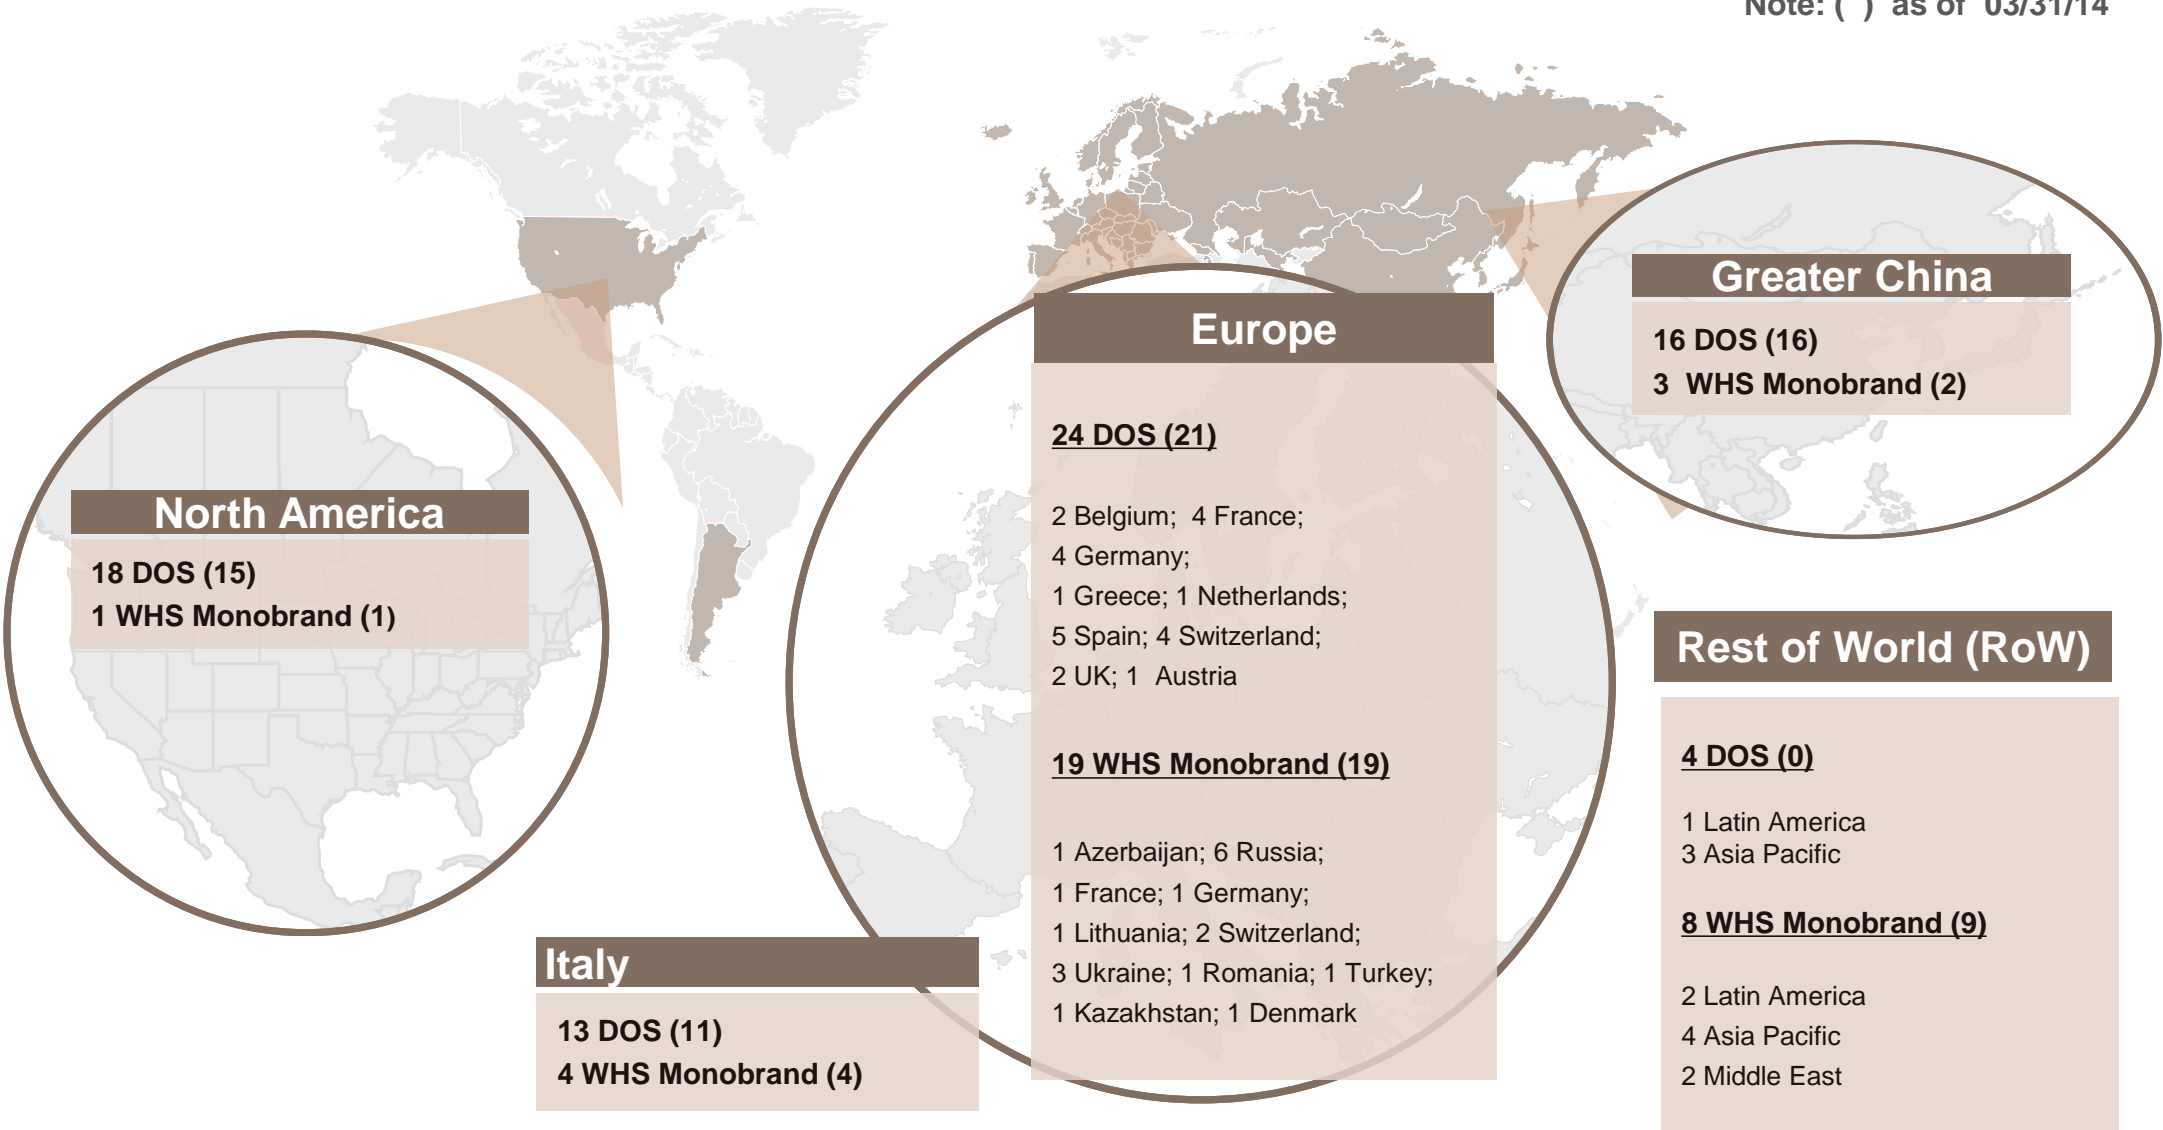 Note: ( ) as of 03/31/14
Greater China
16 DOS (16)
3 WHS Monobrand (2)
Europe
24 DOS (21)
2 Belgium; 4 France;
4 Germany;
1 Greece; 1 Netherlands;
5 Spain; 4 Switzerland;
2 UK; 1 Austria
19 WHS Monobrand (19)
1 Azerbaijan; 6 Russia;
1 France; 1 Germany;
1 Lithuania; 2 Switzerland;
3 Ukraine; 1 Romania; 1 Turkey;
1 Kazakhstan; 1 Denmark
North America
18 DOS (15)
1 WHS Monobrand (1)
Rest of World (RoW)
4 DOS (0)
1 Latin America
3 Asia Pacific
8 WHS Monobrand (9)
2 Latin America
4 Asia Pacific
2 Middle East
Italy
13 DOS (11)
4 WHS Monobrand (4)